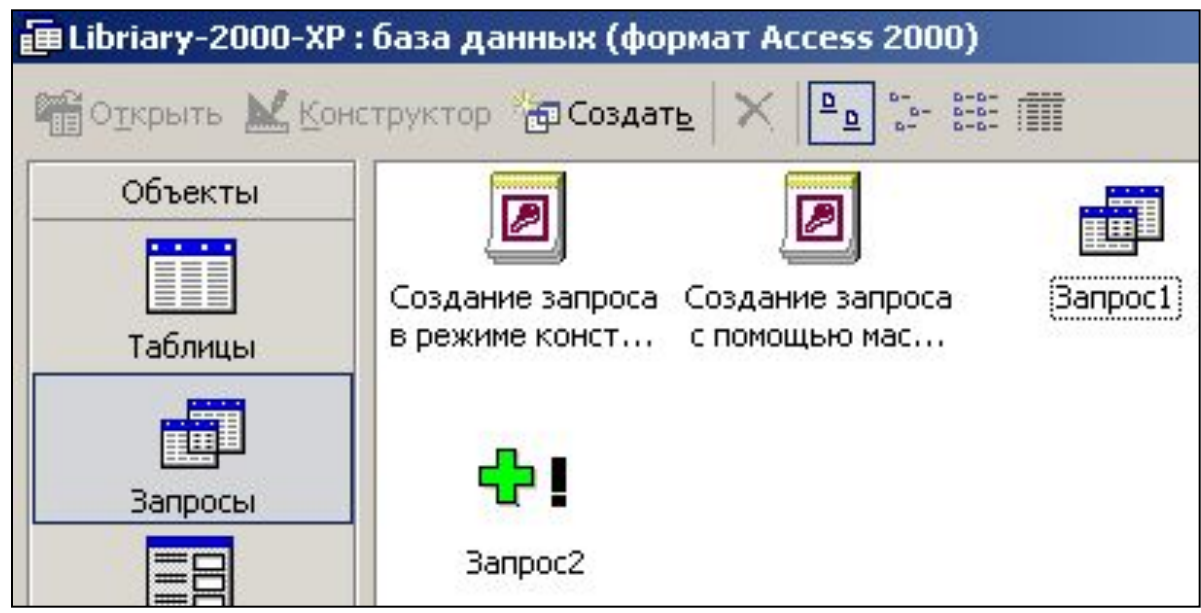 Libriary-2000-XP : база данных (формат Access 2000)
Открыть Конструктор Создать
Объекты
Таблицы
Запросы
Создание запроса
в режиме конст...
Создание запроса
с помощью мас...
Запрос1
Запрос2